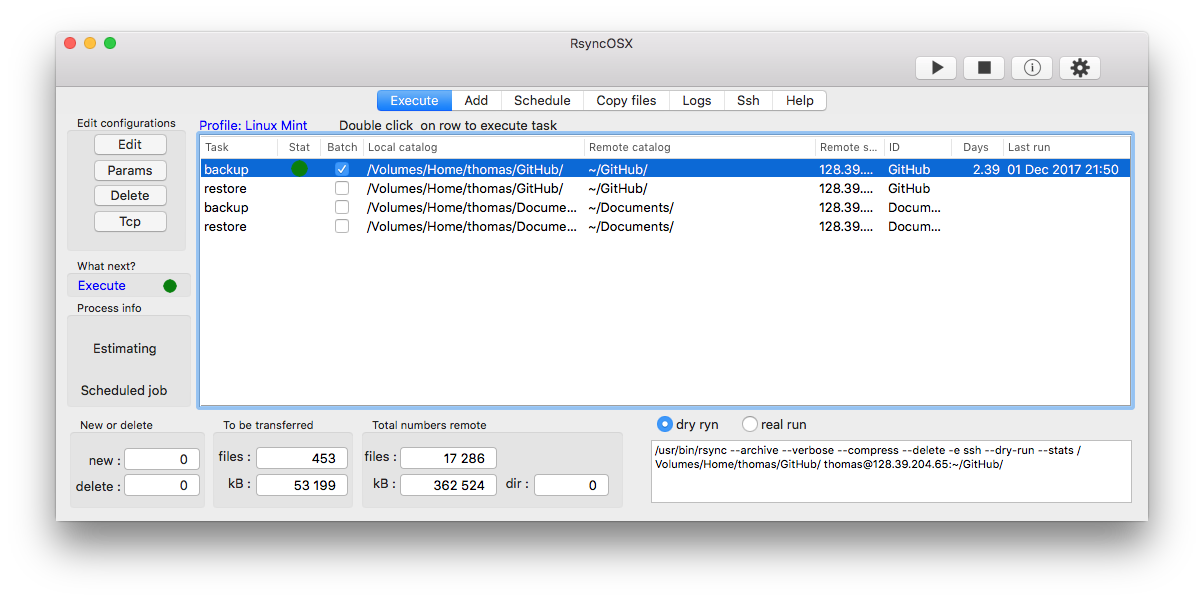 RsyncOSX
Execute Add Schedule Copy files Logs Ssh Help
Edit configurations
Profile: Linux Mint Double click on row to execute task
Edit
Params
Delete
Tcp
Task Stat Batch Local catalog Remote catalog Remote s... ID Days Last run
backup /Volumes/Home/thomas/GitHub/ ~/GitHub/ 128.39.... GitHub 2.39 01 Dec 2017 21:50
restore /Volumes/Home/thomas/GitHub/ ~/GitHub/ 128.39.... GitHub
backup /Volumes/Home/thomas/Docume... ~/Documents/ 128.39.... Docum...
restore /Volumes/Home/thomas/Docume... ~/Documents/ 128.39.... Docum...
What next?
Execute
Process info
Estimating
Scheduled job
New or delete
new : 0
delete : 0
To be transferred
files : 453
kB : 53 199
Total numbers remote
files : 17 286
kB : 362 524 dir : 0
dry ryn real run
/usr/bin/rsync --archive --verbose --compress --delete -e ssh --dry-run --stats /
Volumes/Home/thomas/GitHub/ thomas@128.39.204.65:~/GitHub/